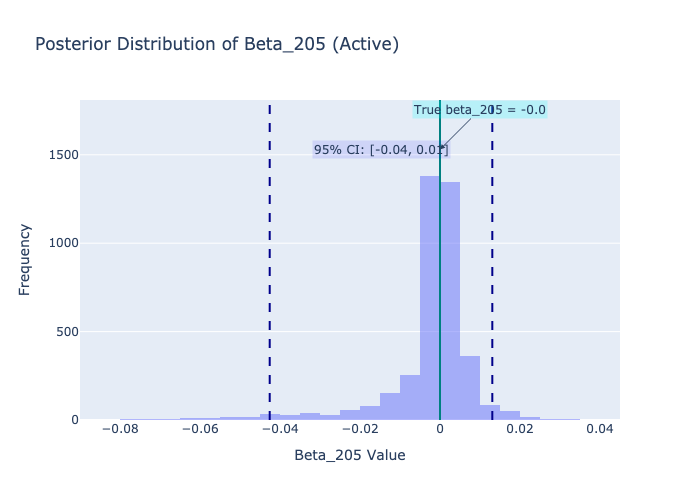 Posterior Distribution of Beta_205 (Active)
True beta_205 = -0.0
95% CI: [-0.04, 0.01]
1500
1000
500
0
Frequency
−0.08
−0.06
−0.04
−0.02
0
0.02
0.04
Beta_205 Value